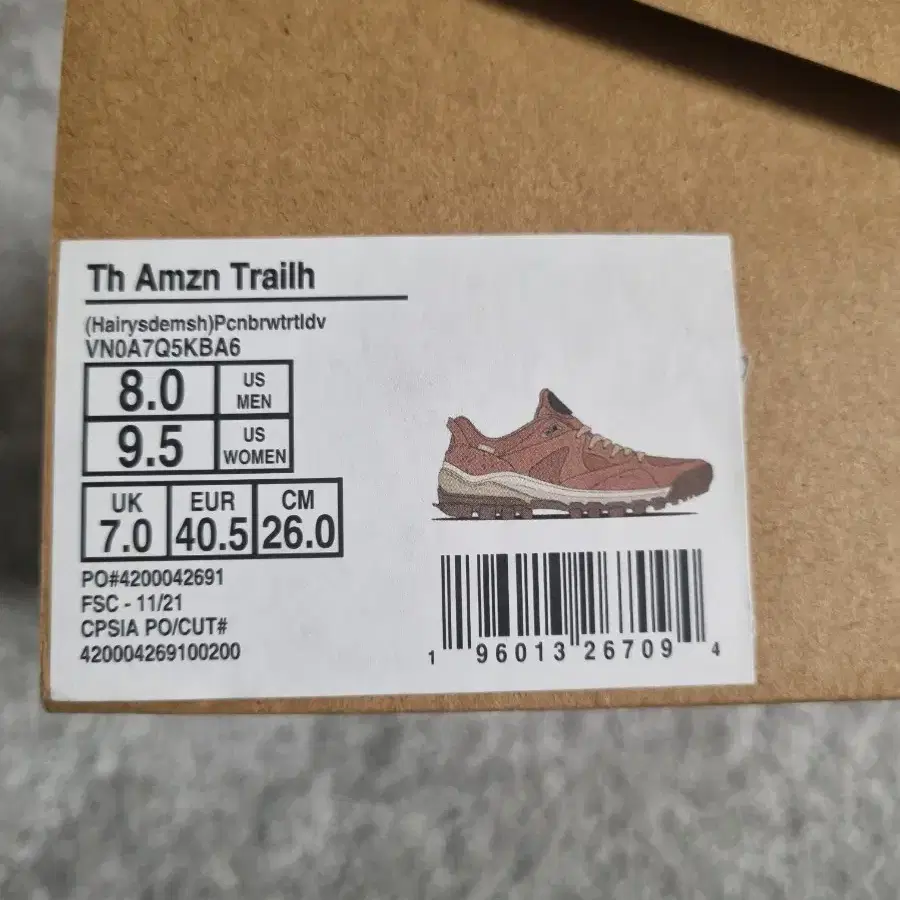 Th Amzn Trailh
(Hairysdemsh)Pcnbrwtrtldv
VN0A7Q5KBA6
8.0 US MEN
9.5 US WOMEN
UK EUR CM
7.0 40.5 26.0
PO#4200042691
FSC - 11/21
CPSIA PO/CUT#
420004269100200
1 96013 26709 4